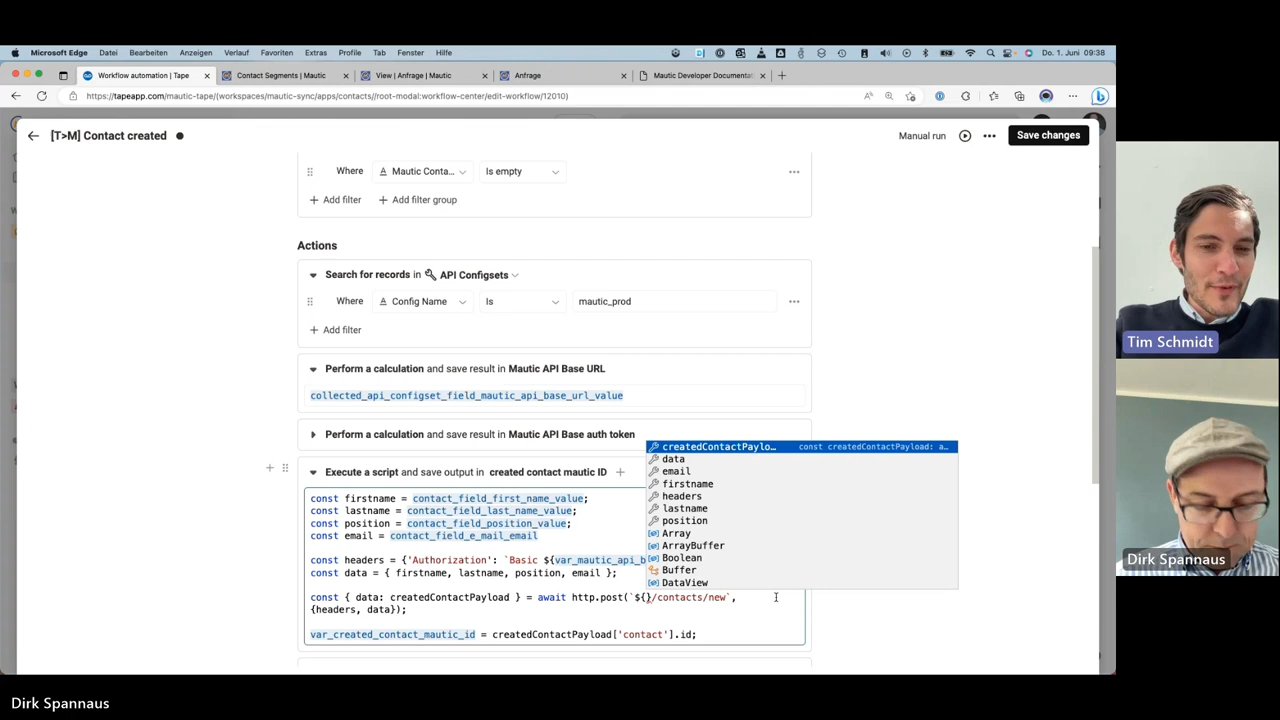 Microsoft Edge Datei Bearbeiten Anzeigen Verlauf Favoriten Extras Profile Tab Fenster Hilfe Do. 1. Juni 09:38
Workflow automation | Tape Contact Segments | Mautic View | Anfrage | Mautic Anfrage Mautic Developer Documentat
https://tapeapp.com/mautic-tape/(workspaces/mautic-sync/apps/contacts//root-modal:workflow-center/edit-workflow/12010)
[T>M] Contact created Manual run Save changes
Where Mautic Conta... Is empty
Add filter Add filter group
Actions
Search for records in API Configsets
Where Config Name Is mautic_prod
Add filter
Perform a calculation and save result in Mautic API Base URL
collected_api_configset_field_mautic_api_base_url_value
Perform a calculation and save result in Mautic API Base auth token
Execute a script and save output in created contact mautic ID
const firstname = contact_field_first_name_value;
const lastname = contact_field_last_name_value;
const position = contact_field_position_value;
const email = contact_field_e_mail_email
const headers = {'Authorization': `Basic ${var_mautic_api_b
const data = { firstname, lastname, position, email };
const { data: createdContactPayload } = await http.post(`${}/contacts/new`,
{headers, data});
var_created_contact_mautic_id = createdContactPayload['contact'].id;
createdContactPaylo… const createdContactPayload: a…
data
email
firstname
headers
lastname
position
Array
ArrayBuffer
Boolean
Buffer
DataView
Tim Schmidt
Dirk Spannaus
Dirk Spannaus